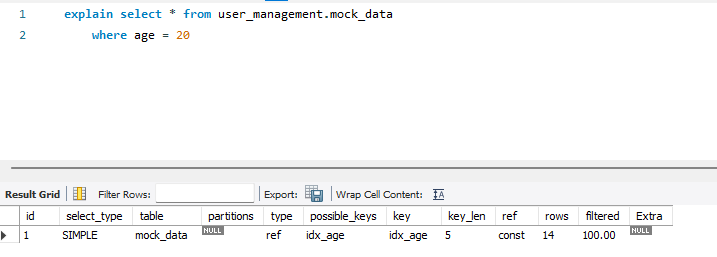 1 explain select * from user_management.mock_data
2 where age = 20
Result Grid Filter Rows: Export: Wrap Cell Content:
id select_type table partitions type possible_keys key key_len ref rows filtered Extra
1 SIMPLE mock_data NULL ref idx_age idx_age 5 const 14 100.00 NULL